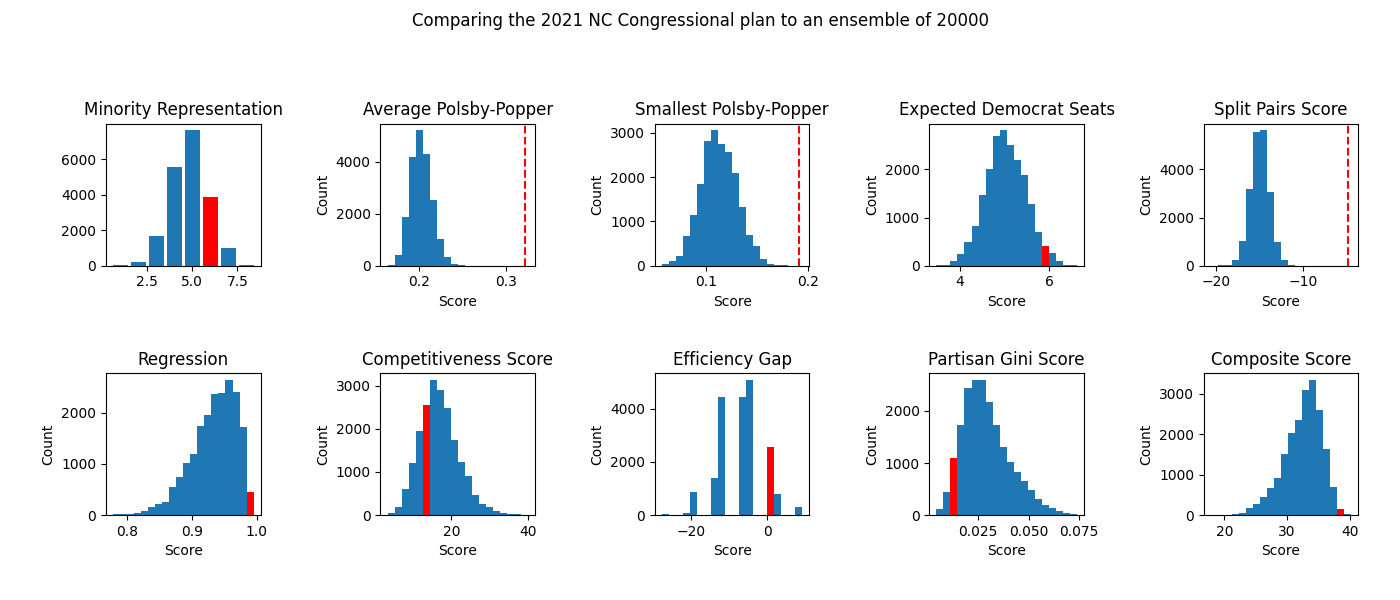 Comparing the 2021 NC Congressional plan to an ensemble of 20000
Minority Representation
6000
4000
2000
0
2.5 5.0 7.5
Average Polsby-Popper
Count
4000
2000
0
0.2 0.3
Score
Smallest Polsby-Popper
Count
3000
2000
1000
0
0.1 0.2
Score
Expected Democrat Seats
Count
2000
1000
0
4 6
Score
Split Pairs Score
Count
4000
2000
0
−20 −10
Score
Regression
Count
2000
1000
0
0.8 0.9 1.0
Score
Competitiveness Score
Count
3000
2000
1000
0
20 40
Score
Efficiency Gap
Count
4000
2000
0
−20 0
Score
Partisan Gini Score
Count
2000
1000
0
0.025 0.050 0.075
Score
Composite Score
Count
3000
2000
1000
0
20 30 40
Score